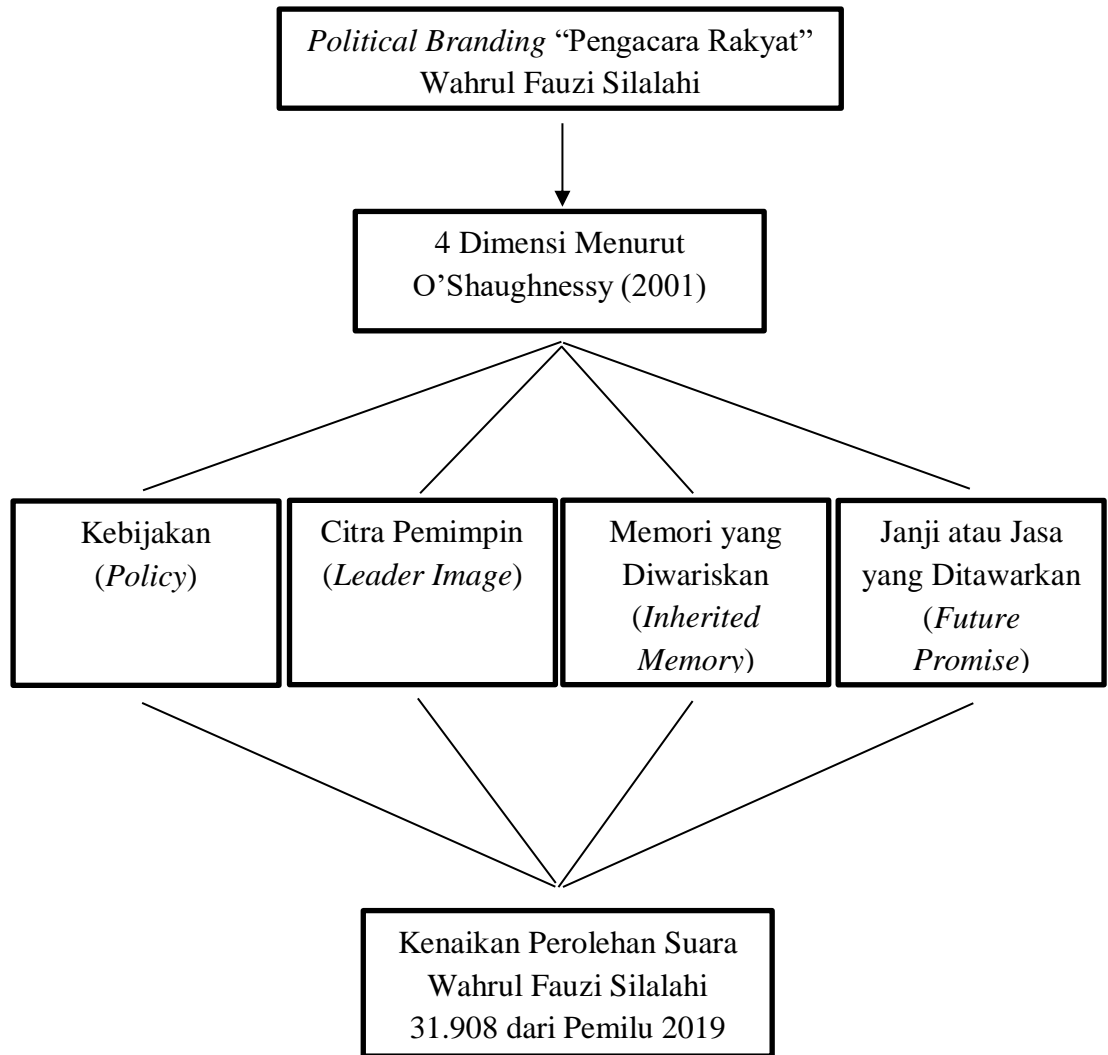 Political Branding “Pengacara Rakyat”
Wahrul Fauzi Silalahi
4 Dimensi Menurut
O’Shaughnessy (2001)
Kebijakan
(Policy)
Citra Pemimpin
(Leader Image)
Memori yang
Diwariskan
(Inherited
Memory)
Janji atau Jasa
yang Ditawarkan
(Future
Promise)
Kenaikan Perolehan Suara
Wahrul Fauzi Silalahi
31.908 dari Pemilu 2019